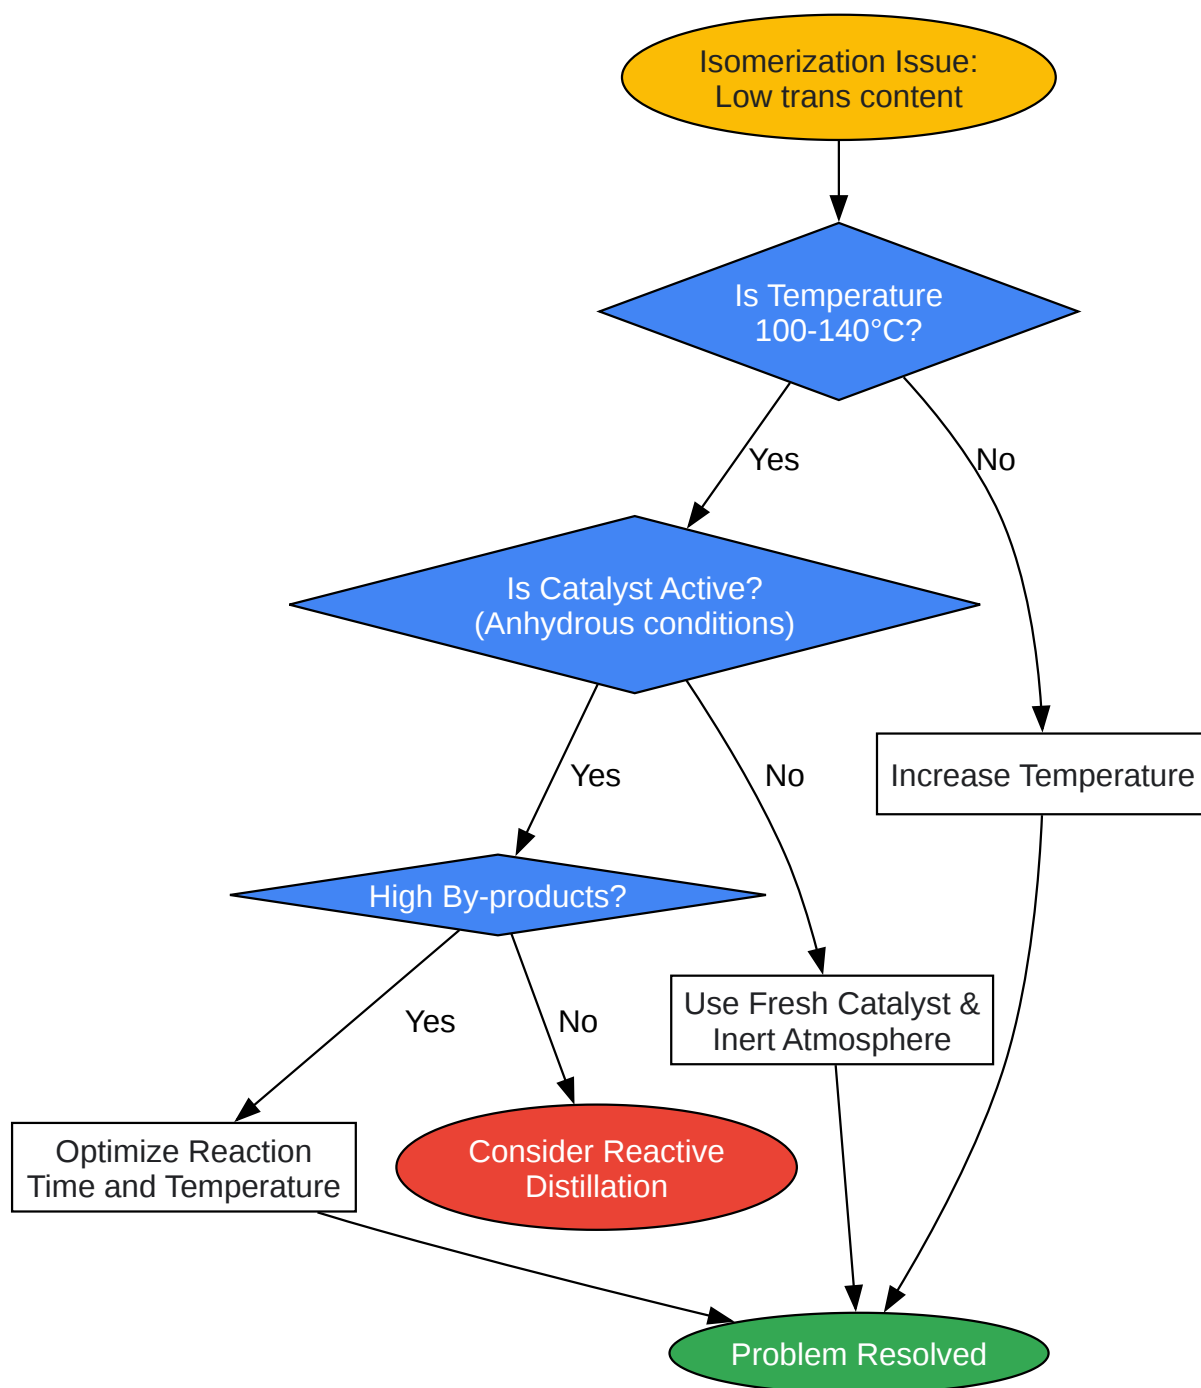 Isomerization Issue:
Low trans content
Is Temperature
100-140°C?
Yes
No
Is Catalyst Active?
(Anhydrous conditions)
Yes
No
Increase Temperature
High By-products?
Yes
No
Use Fresh Catalyst &
Inert Atmosphere
Optimize Reaction
Time and Temperature
Consider Reactive
Distillation
Problem Resolved